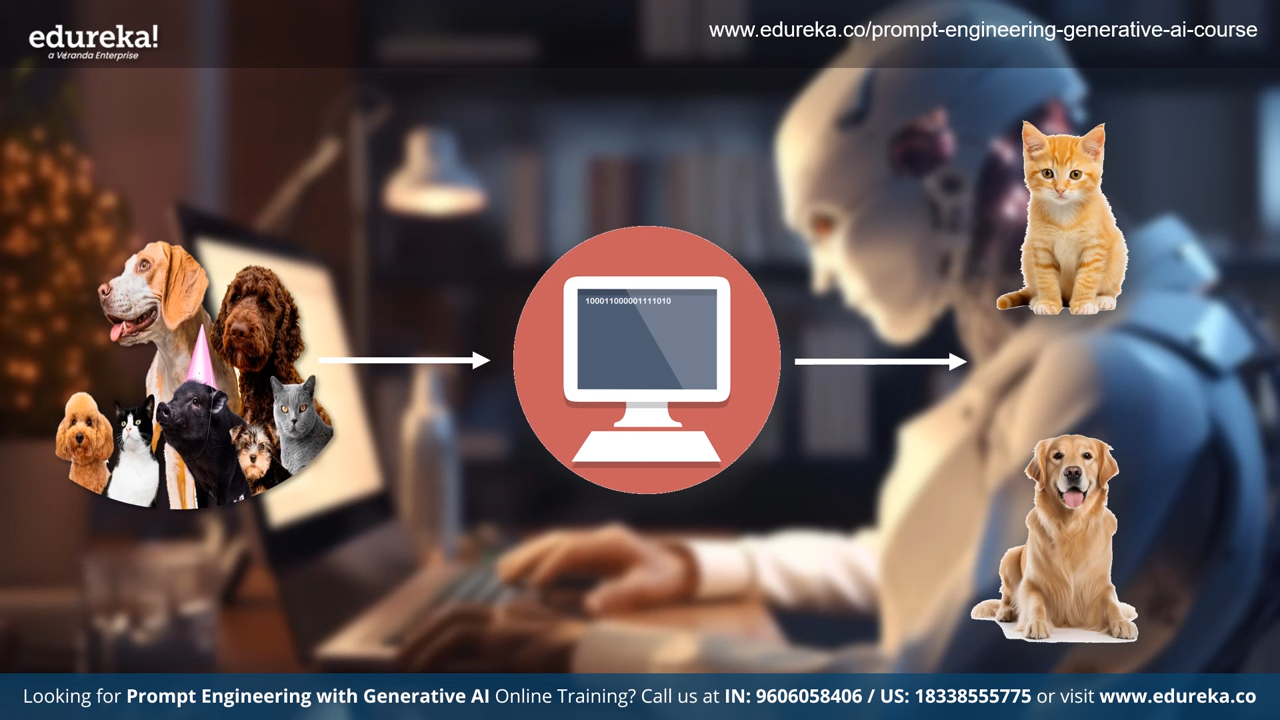 edureka!
a Veranda Enterprise
www.edureka.co/prompt-engineering-generative-ai-course
100011000001111010
Looking for Prompt Engineering with Generative AI Online Training? Call us at IN: 9606058406 / US: 18338555775 or visit www.edureka.co